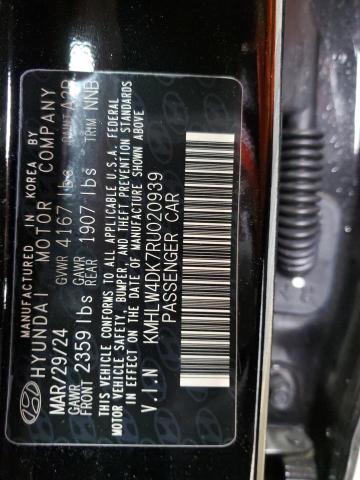 MANUFACTURED IN KOREA BY
HYUNDAI MOTOR COMPANY
MAR/29/24 GVWR 4167 lbs PAINT A2B
GAWR FRONT 2359 lbs GAWR REAR 1907 lbs TRIM NNB
THIS VEHICLE CONFORMS TO ALL APPLICABLE U.S.A. FEDERAL
MOTOR VEHICLE SAFETY, BUMPER, AND THEFT PREVENTION STANDARDS
IN EFFECT ON THE DATE OF MANUFACTURE SHOWN ABOVE
V.I.N KMHLW4DK7RU020939
PASSENGER CAR